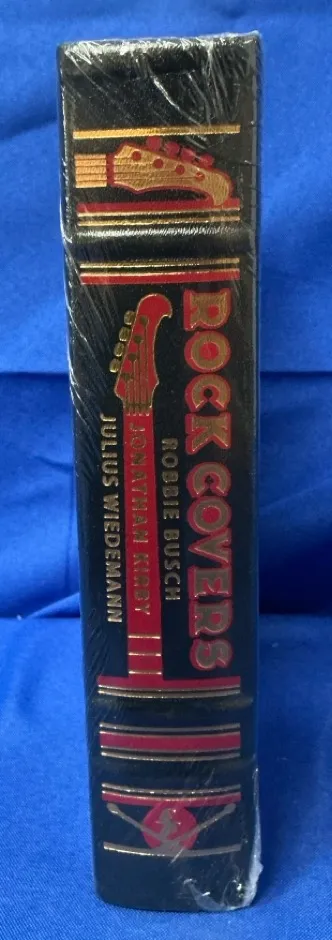 ROCK COVERS
ROBBIE BUSCH
JONATHAN KIRBY
JULIUS WIEDEMANN